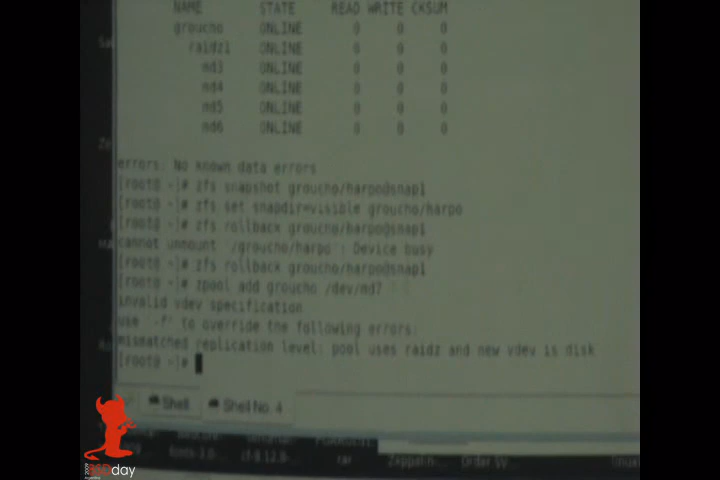 NAME STATE READ WRITE CKSUM
groucho ONLINE 0 0 0
raidz1 ONLINE 0 0 0
md3 ONLINE 0 0 0
md4 ONLINE 0 0 0
md5 ONLINE 0 0 0
md6 ONLINE 0 0 0
errors: No known data errors
[root@ ~]# zfs snapshot groucho/harpo@snap1
[root@ ~]# zfs set snapdir=visible groucho/harpo
[root@ ~]# zfs rollback groucho/harpo@snap1
cannot unmount '/groucho/harpo': Device busy
[root@ ~]# zfs rollback groucho/harpo@snap1
[root@ ~]# zpool add groucho /dev/md7
invalid vdev specification
use '-f' to override the following errors:
mismatched replication level: pool uses raidz and new vdev is disk
[root@ ~]#
Shell Shell No. 4
rar
BSDday